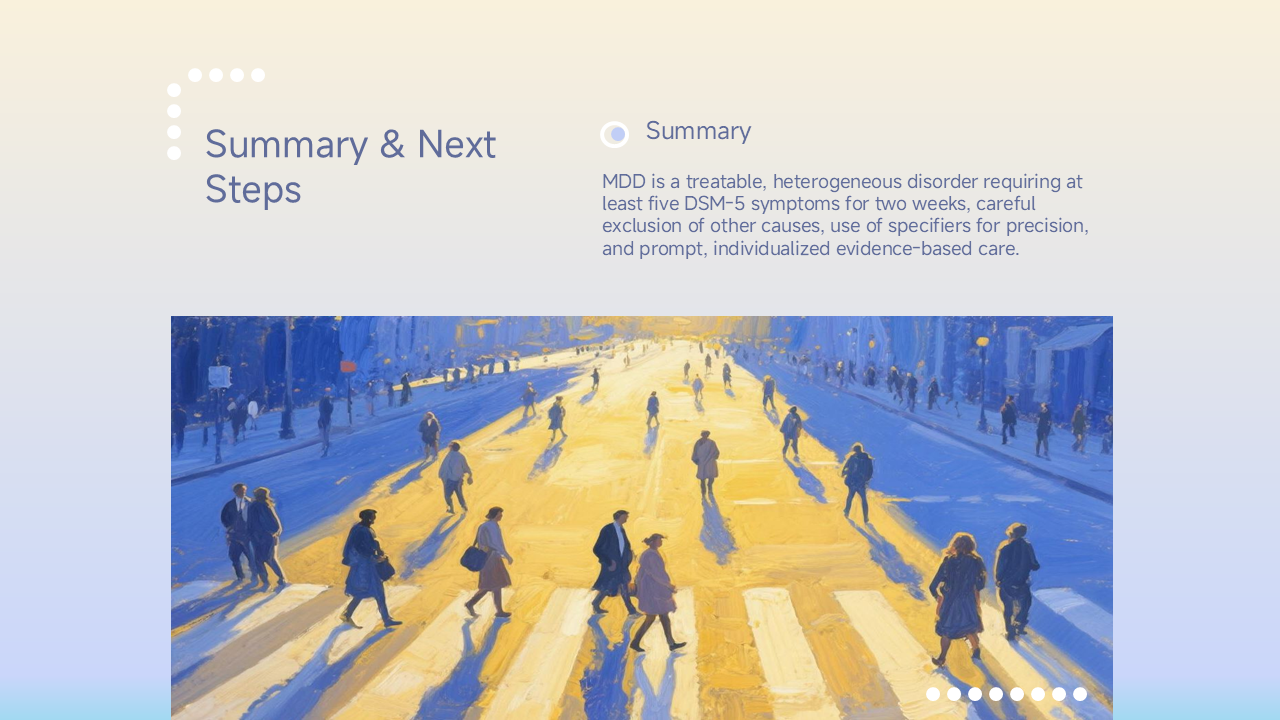 Summary & Next
Steps
Summary
MDD is a treatable, heterogeneous disorder requiring at
least five DSM-5 symptoms for two weeks, careful
exclusion of other causes, use of specifiers for precision,
and prompt, individualized evidence-based care.